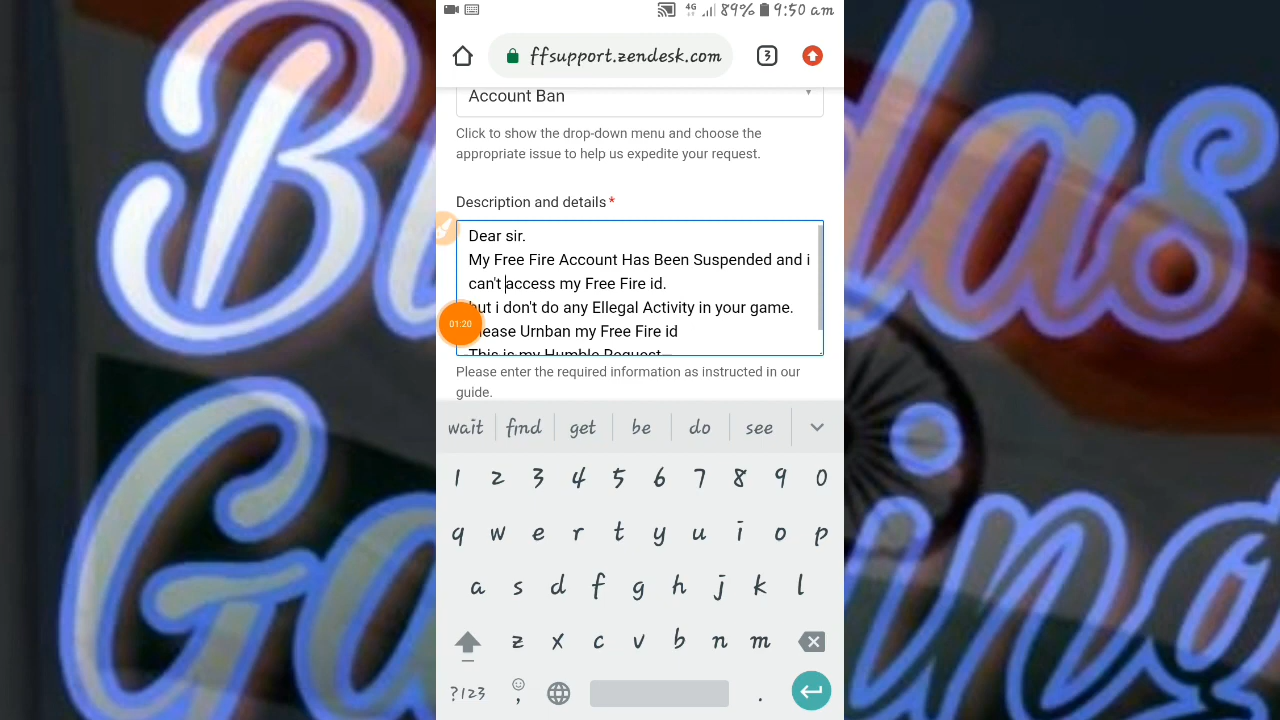 4G 89% 9:50 am
ffsupport.zendesk.com 3
Account Ban
Click to show the drop-down menu and choose the
appropriate issue to help us expedite your request.
Description and details*
Dear sir.
My Free Fire Account Has Been Suspended and i
can't access my Free Fire id.
but i don't do any Ellegal Activity in your game.
01:20
lease Urnban my Free Fire id
This is my Humble Request
Please enter the required information as instructed in our
guide.
wait find get be do see
1 2 3 4 5 6 7 8 9 0
q w e r t y u i o p
a s d f g h j k l
z x c v b n m
?123 , .